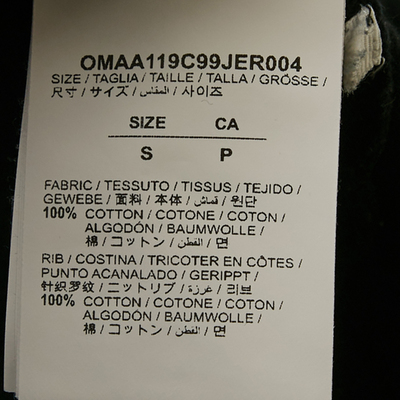 OMAA119C99JER004
SIZE / TAGLIA / TAILLE / TALLA / GRÖSSE /
尺寸 / サイズ / المقاس / 사이즈
SIZE CA
S P
FABRIC / TESSUTO / TISSUS / TEJIDO /
GEWEBE / 面料 / 本体 / قماش / 원단
100% COTTON / COTONE / COTON /
ALGODÓN / BAUMWOLLE /
棉 / コットン / القطن / 면
RIB / COSTINA / TRICOTER EN CÔTES /
PUNTO ACANALADO / GERIPPT /
针织罗纹 / ニットリブ / غرزة / 리브
100% COTTON / COTONE / COTON /
ALGODÓN / BAUMWOLLE /
棉 / コットン / القطن / 면